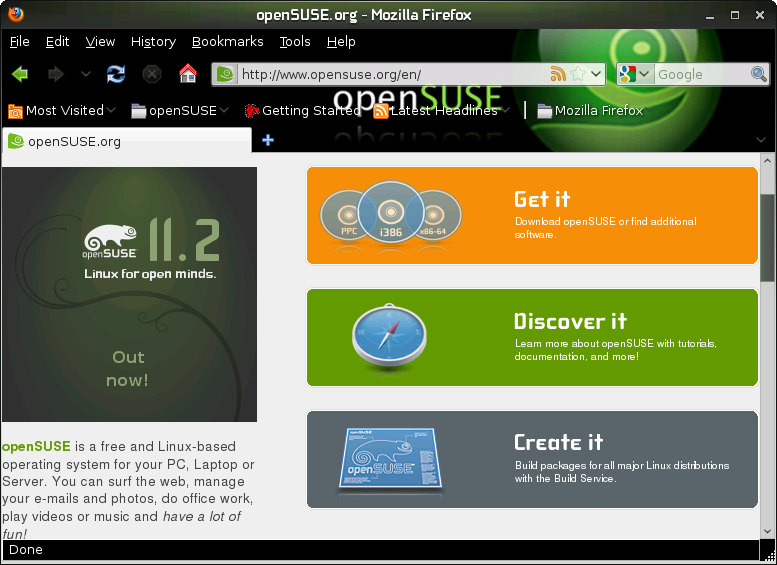 openSUSE.org - Mozilla Firefox
File Edit View History Bookmarks Tools Help
http://www.opensuse.org/en/ Google
openSUSE
Most Visited openSUSE Getting Started Latest Headlines Mozilla Firefox
openSUSE.org
openSUSE 11.2
Linux for open minds.
Out
now!
openSUSE is a free and Linux-based
operating system for your PC, Laptop or
Server. You can surf the web, manage
your e-mails and photos, do office work,
play videos or music and have a lot of
fun!
PPC i386 x86-64
Get it
Download openSUSE or find additional
software.
N
W E
S
Discover it
Learn more about openSUSE with tutorials,
documentation, and more!
openSUSE
Create it
Build packages for all major Linux distributions
with the Build Service.
Done